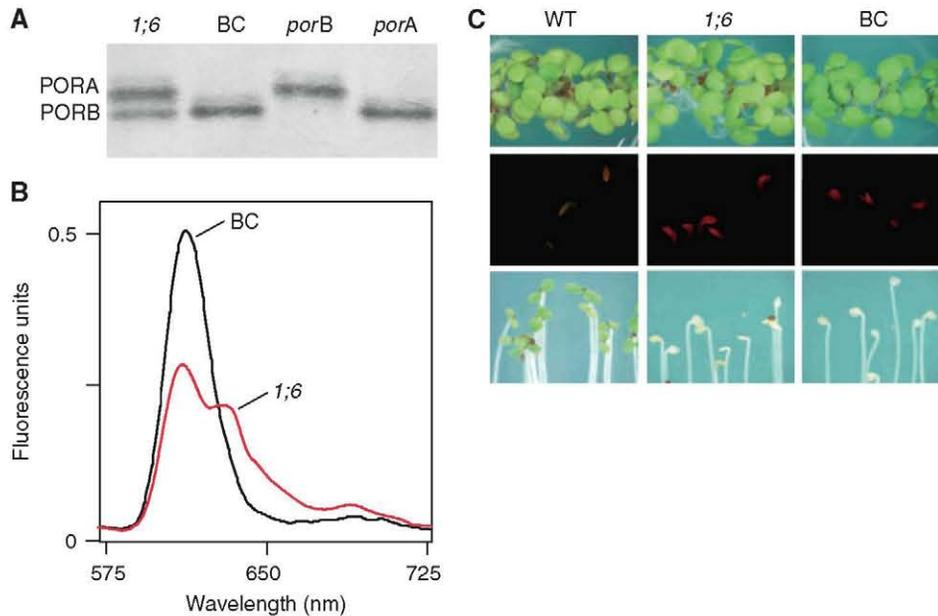 A
1;6 BC porB porA
PORA
PORB
B
Fluorescence units
0.5
0
BC
1;6
575 650 725
Wavelength (nm)
C
WT 1;6 BC